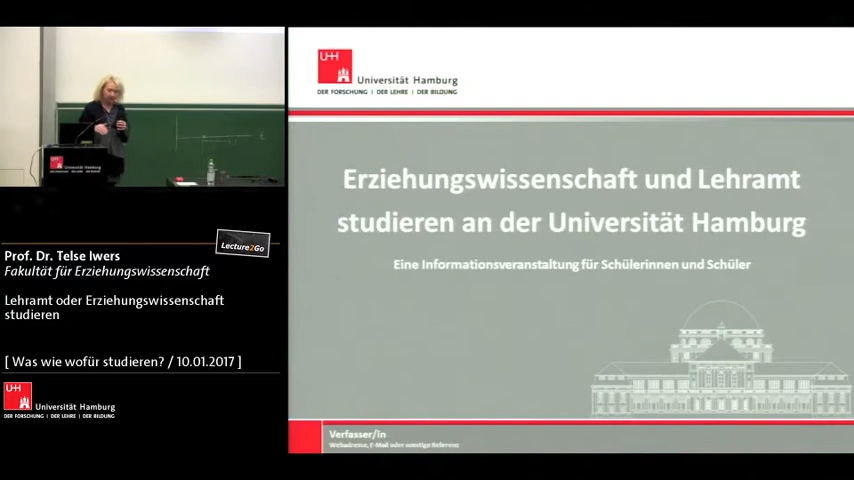 Prof. Dr. Telse Iwers
Fakultät für Erziehungswissenschaft
Lecture2Go
Lehramt oder Erziehungswissenschaft
studieren
[ Was wie wofür studieren? / 10.01.2017 ]
UH
Universität Hamburg
DER FORSCHUNG | DER LEHRE | DER BILDUNG
UH
Universität Hamburg
DER FORSCHUNG | DER LEHRE | DER BILDUNG
Erziehungswissenschaft und Lehramt
studieren an der Universität Hamburg
Eine Informationsveranstaltung für Schülerinnen und Schüler
Verfasser/in
Webadresse, E-Mail oder sonstige Referenz